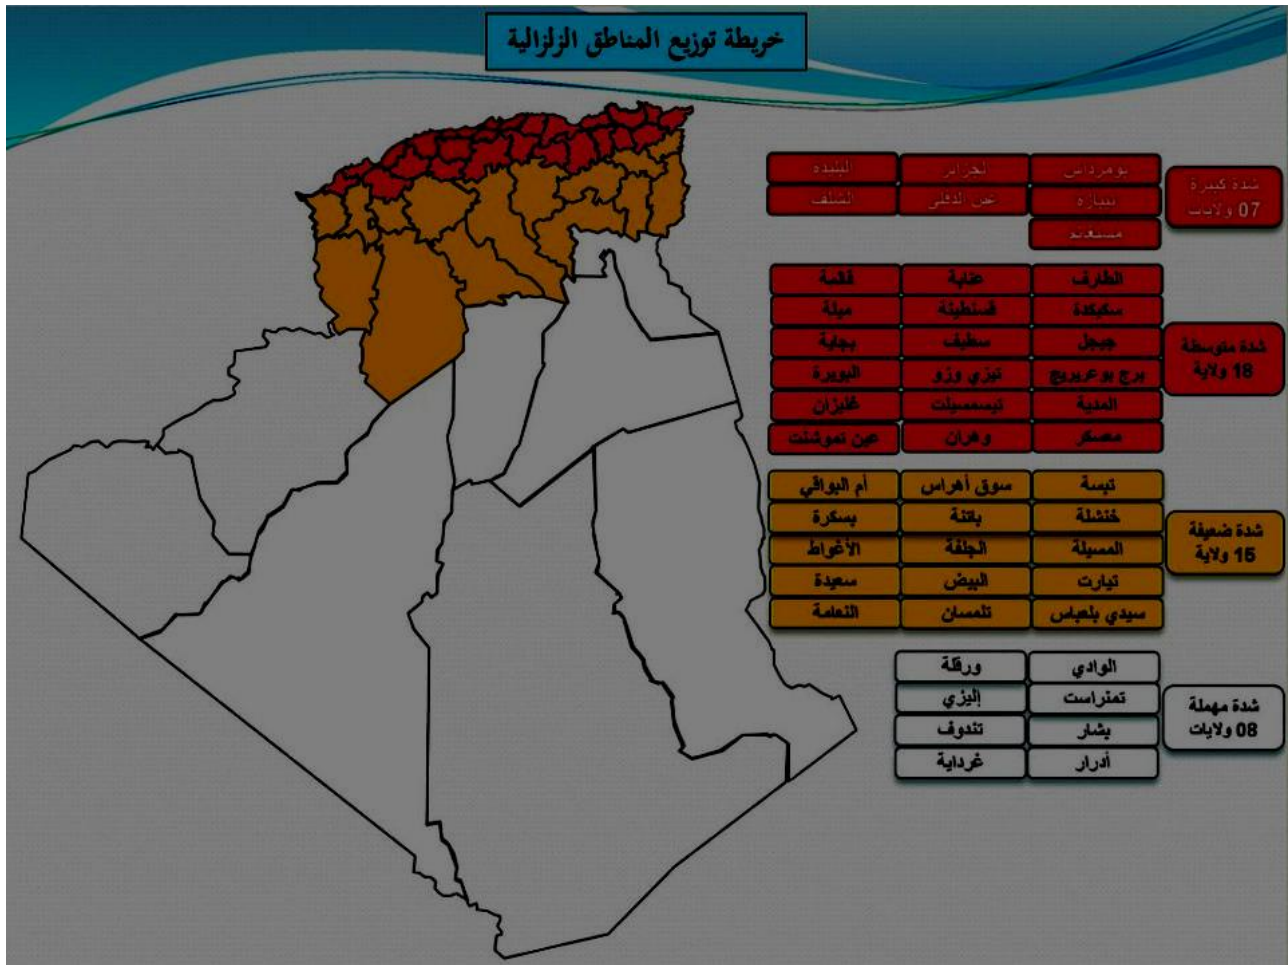 خريطة توزيع المناطق الزلزالية
شدة كبيرة
07 ولايات
بومرداس الجزائر البليدة
تيبازة عين الدفلى الشلف
مستغانم
شدة متوسطة
18 ولاية
الطارف عنابة قالمة
سكيكدة قسنطينة ميلة
جيجل سطيف بجاية
برج بوعريريج تيزي وزو البويرة
المدية تيسمسيلت غليزان
معسكر وهران عين تموشنت
شدة ضعيفة
15 ولاية
تبسة سوق أهراس أم البواقي
خنشلة باتنة بسكرة
المسيلة الجلفة الأغواط
تيارت البيض سعيدة
سيدي بلعباس تلمسان النعامة
شدة مهملة
08 ولايات
الوادي ورقلة
تمنراست إليزي
بشار تندوف
أدرار غرداية